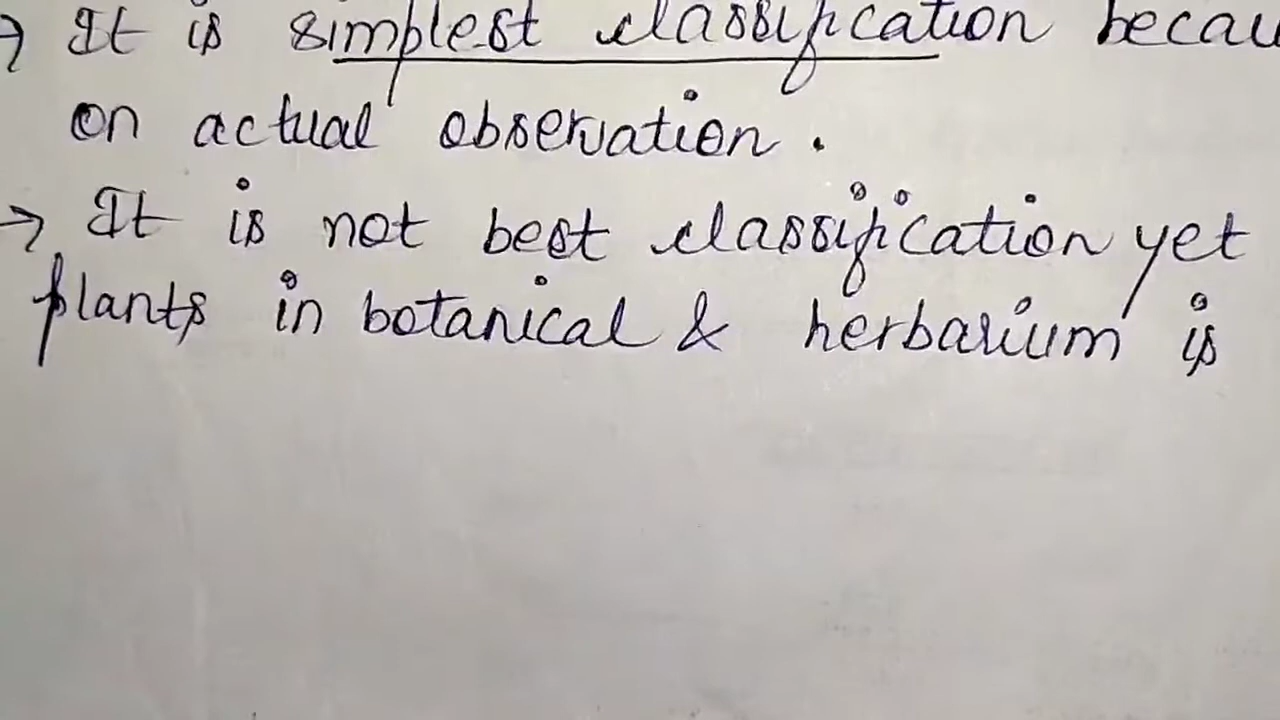 → It is simplest classification becau
on actual observation.
→ It is not best classification yet
plants in botanical & herbarium is